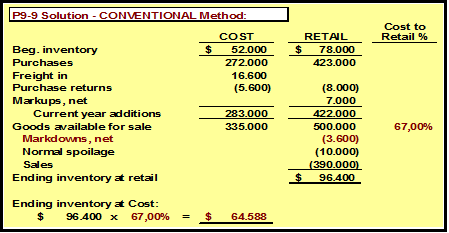 P9-9 Solution - CONVENTIONAL Method:
Cost to
COST RETAIL Retail %
Beg. inventory $ 52.000 $ 78.000
Purchases 272.000 423.000
Freight in 16.600
Purchase returns (5.600) (8.000)
Markups, net 7.000
Current year additions 283.000 422.000
Goods available for sale 335.000 500.000 67,00%
Markdowns, net (3.600)
Normal spoilage (10.000)
Sales (390.000)
Ending inventory at retail $ 96.400
Ending inventory at Cost:
$ 96.400 x 67,00% = $ 64.588